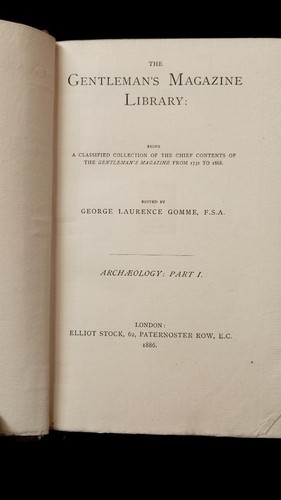 THE
GENTLEMAN'S MAGAZINE
LIBRARY:
BEING
A CLASSIFIED COLLECTION OF THE CHIEF CONTENTS OF
THE GENTLEMAN'S MAGAZINE FROM 1731 TO 1868.
EDITED BY
GEORGE LAURENCE GOMME, F.S.A.
ARCHÆOLOGY: PART I.
LONDON:
ELLIOT STOCK, 62, PATERNOSTER ROW, E.C.
1886.